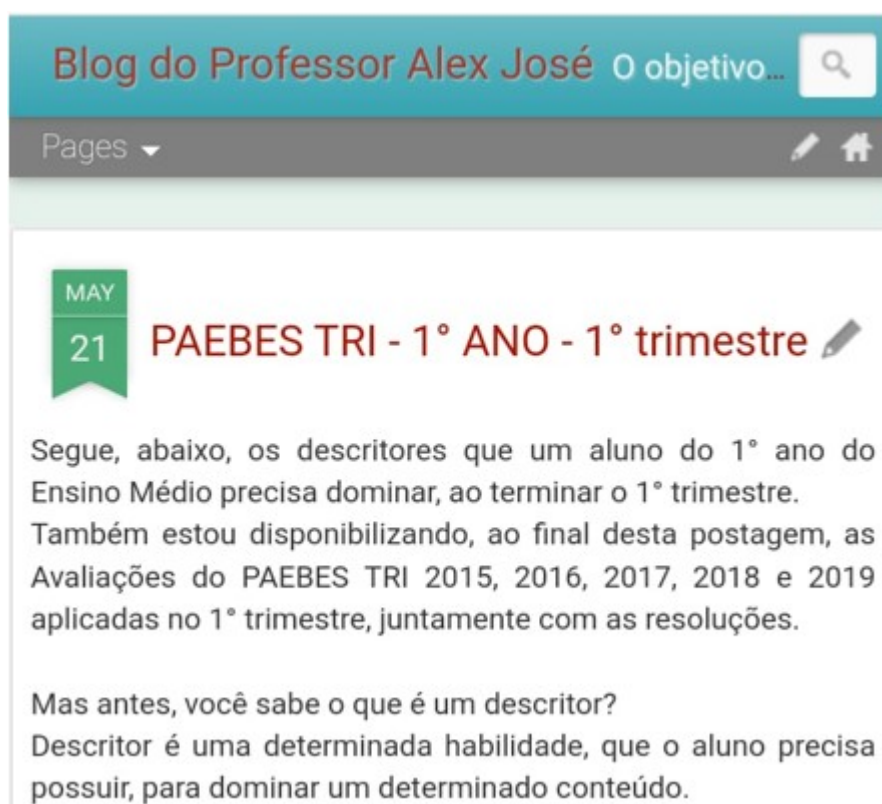 Blog do Professor Alex José O objetivo...
Pages
MAY
21
PAEBES TRI - 1° ANO - 1° trimestre
Segue, abaixo, os descritores que um aluno do 1° ano do
Ensino Médio precisa dominar, ao terminar o 1° trimestre.
Também estou disponibilizando, ao final desta postagem, as
Avaliações do PAEBES TRI 2015, 2016, 2017, 2018 e 2019
aplicadas no 1° trimestre, juntamente com as resoluções.
Mas antes, você sabe o que é um descritor?
Descritor é uma determinada habilidade, que o aluno precisa
possuir, para dominar um determinado conteúdo.